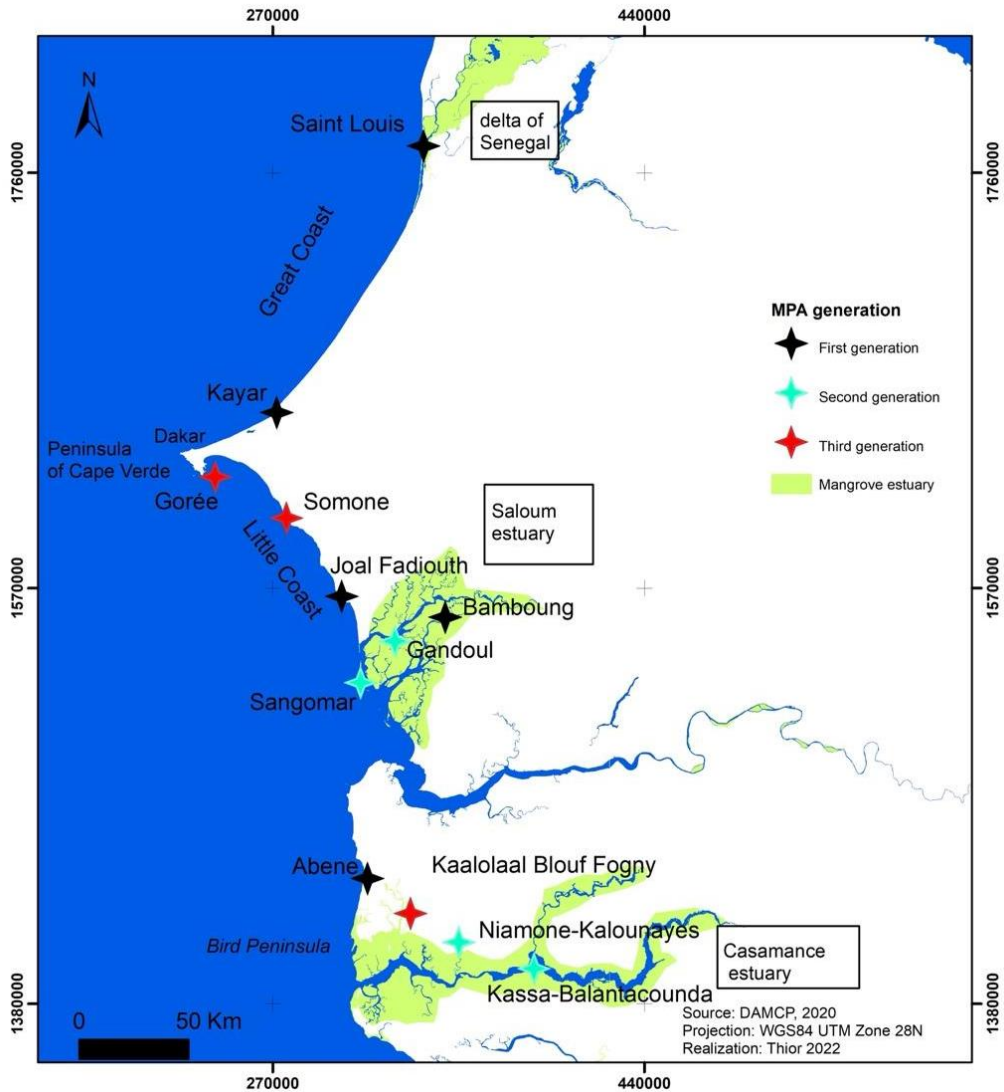 270000
440000
N
Saint Louis
delta of
Senegal
1760000
1760000
Great Coast
MPA generation
First generation
Second generation
Third generation
Mangrove estuary
Kayar
Dakar
Peninsula
of Cape Verde
Gorée
Somone
Little Coast
Saloum
estuary
Joal Fadiouth
1570000
1570000
Bamboung
Gandoul
Sangomar
Abene
Kaalolaal Blouf Fogny
Niamone-Kalounayes
Bird Peninsula
Casamance
estuary
Kassa-Balantacounda
1380000
1380000
0
50 Km
Source: DAMCP, 2020
Projection: WGS84 UTM Zone 28N
Realization: Thior 2022
270000
440000